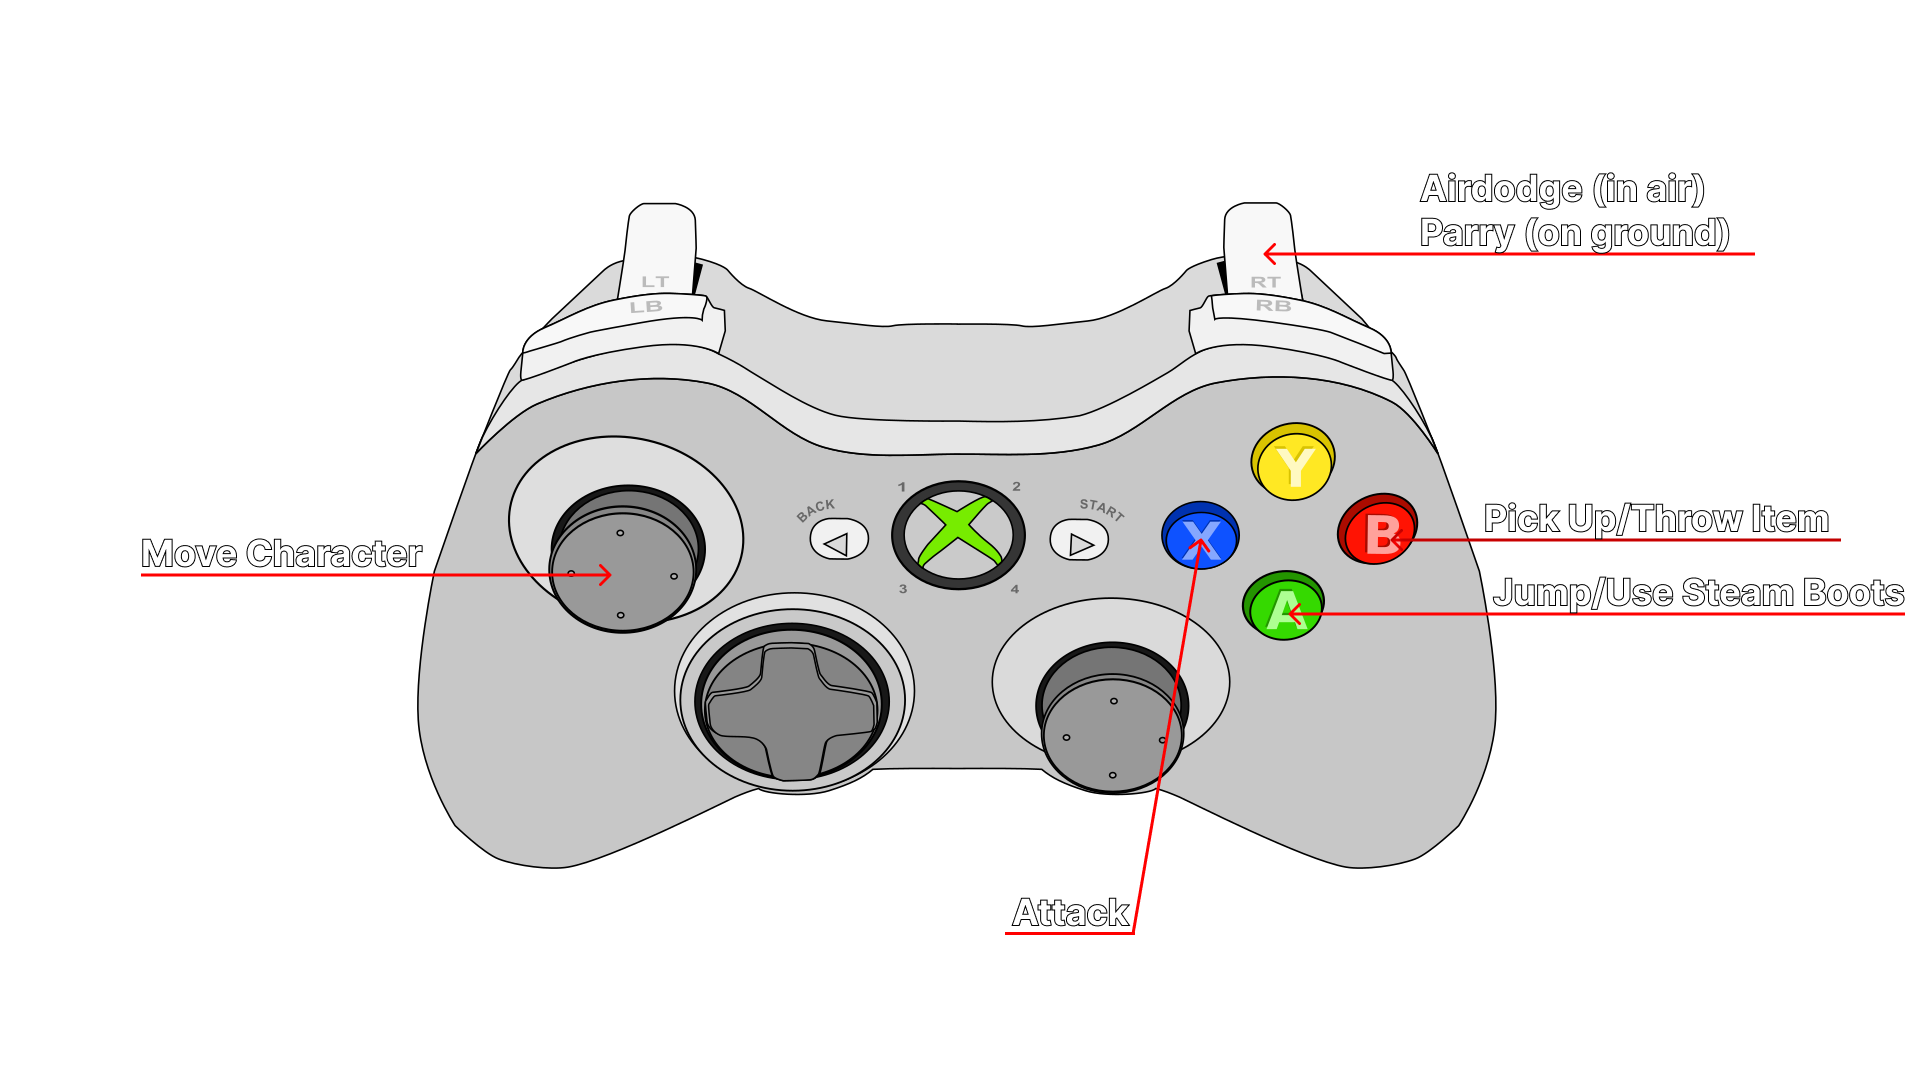 Airdodge (in air)
Parry (on ground)
LT
RT
LB
RB
Y
1
2
BACK
START
X
B
Pick Up/Throw Item
Move Character
3
4
A
Jump/Use Steam Boots
Attack